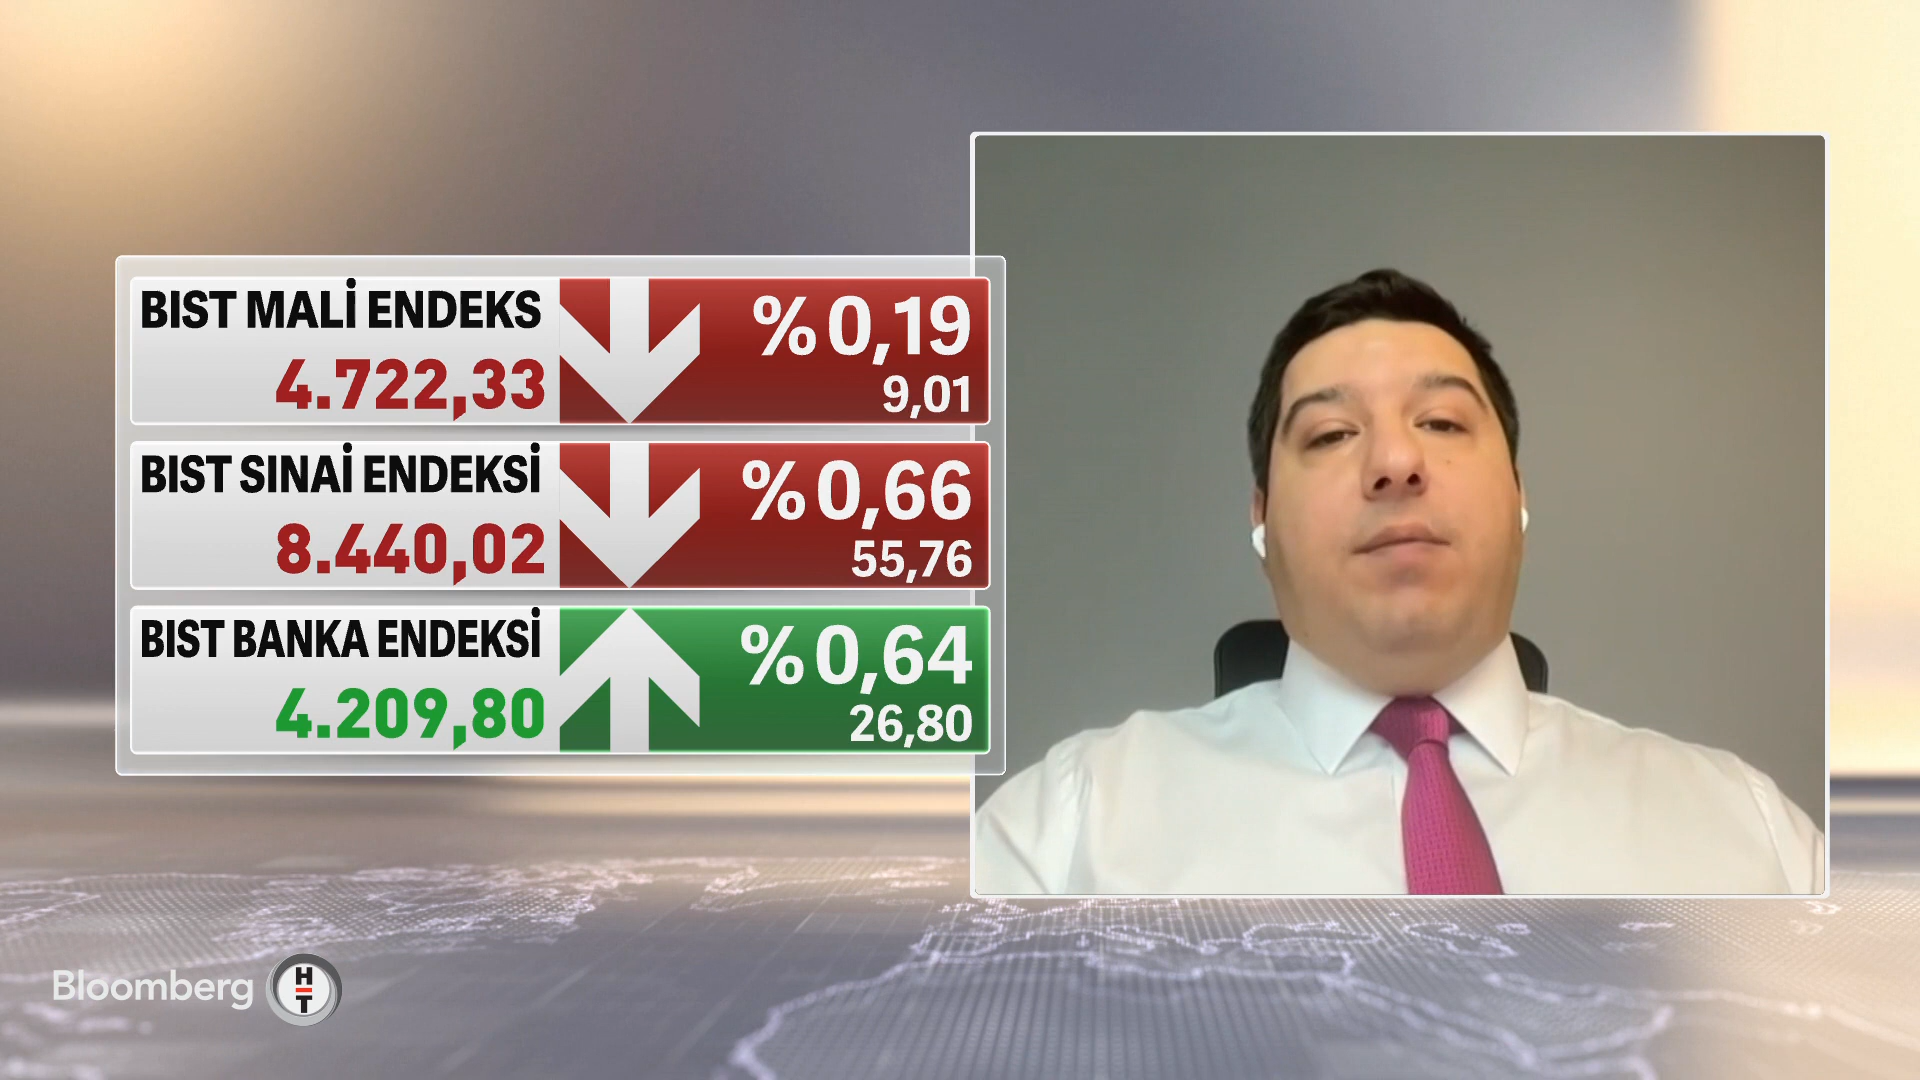 BIST MALİ ENDEKS
4.722,33
%0,19
9,01
BIST SINAİ ENDEKSİ
8.440,02
%0,66
55,76
BIST BANKA ENDEKSİ
4.209,80
%0,64
26,80
Bloomberg HT